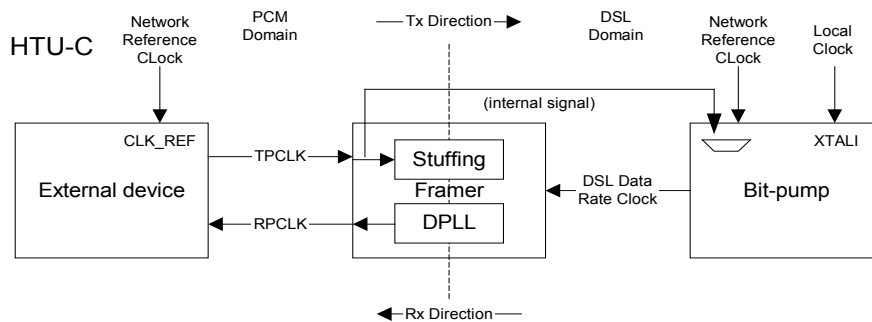 HTU-C
Network
Reference
CLock
PCM
Domain
Tx Direction
DSL
Domain
Network
Reference
CLock
Local
Clock
(internal signal)
CLK_REF
External device
TPCLK
RPCLK
Stuffing
Framer
DPLL
DSL Data
Rate Clock
XTALI
Bit-pump
Rx Direction